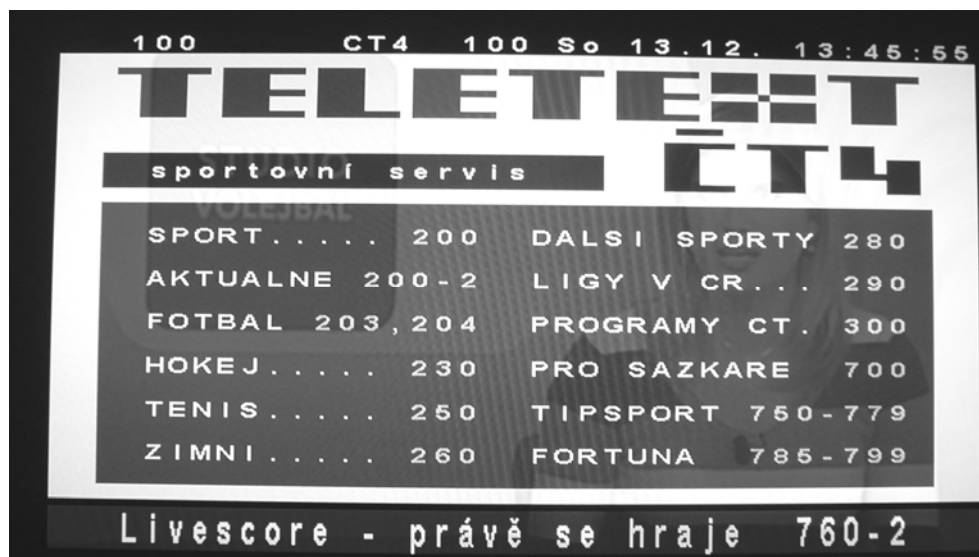 100 CT4 100 So 13.12. 13:45:55
TELETEXT
ČT4
sportovní servis
STUDIO
VOLEJBAL
SPORT..... 200 DALSI SPORTY 280
AKTUALNE 200-2 LIGY V CR... 290
FOTBAL 203,204 PROGRAMY CT. 300
HOKEJ..... 230 PRO SAZKARE 700
TENIS..... 250 TIPSPORT 750-779
ZIMNI..... 260 FORTUNA 785-799
Livescore - právě se hraje 760-2